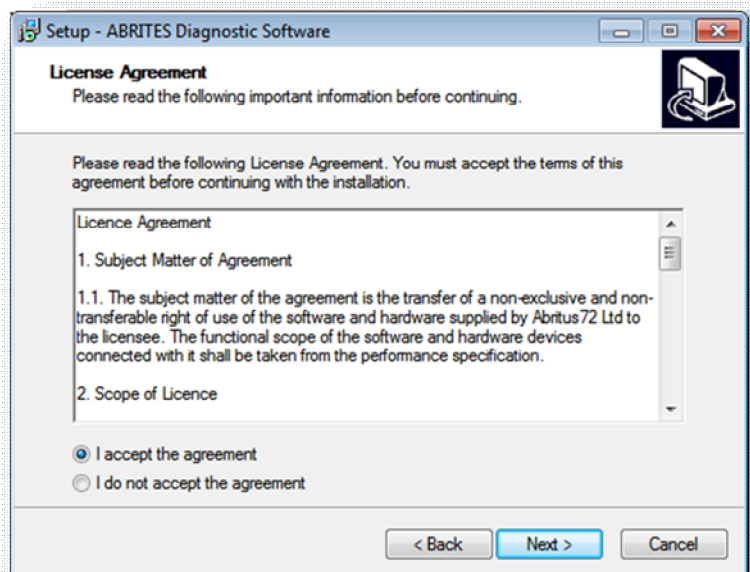 Setup - ABRITES Diagnostic Software
License Agreement
Please read the following important information before continuing.
Please read the following License Agreement. You must accept the terms of this
agreement before continuing with the installation.
Licence Agreement
1. Subject Matter of Agreement
1.1. The subject matter of the agreement is the transfer of a non-exclusive and non-
transferable right of use of the software and hardware supplied by Abritus72 Ltd to
the licensee. The functional scope of the software and hardware devices
connected with it shall be taken from the performance specification.
2. Scope of Licence
I accept the agreement
I do not accept the agreement
< Back
Next >
Cancel